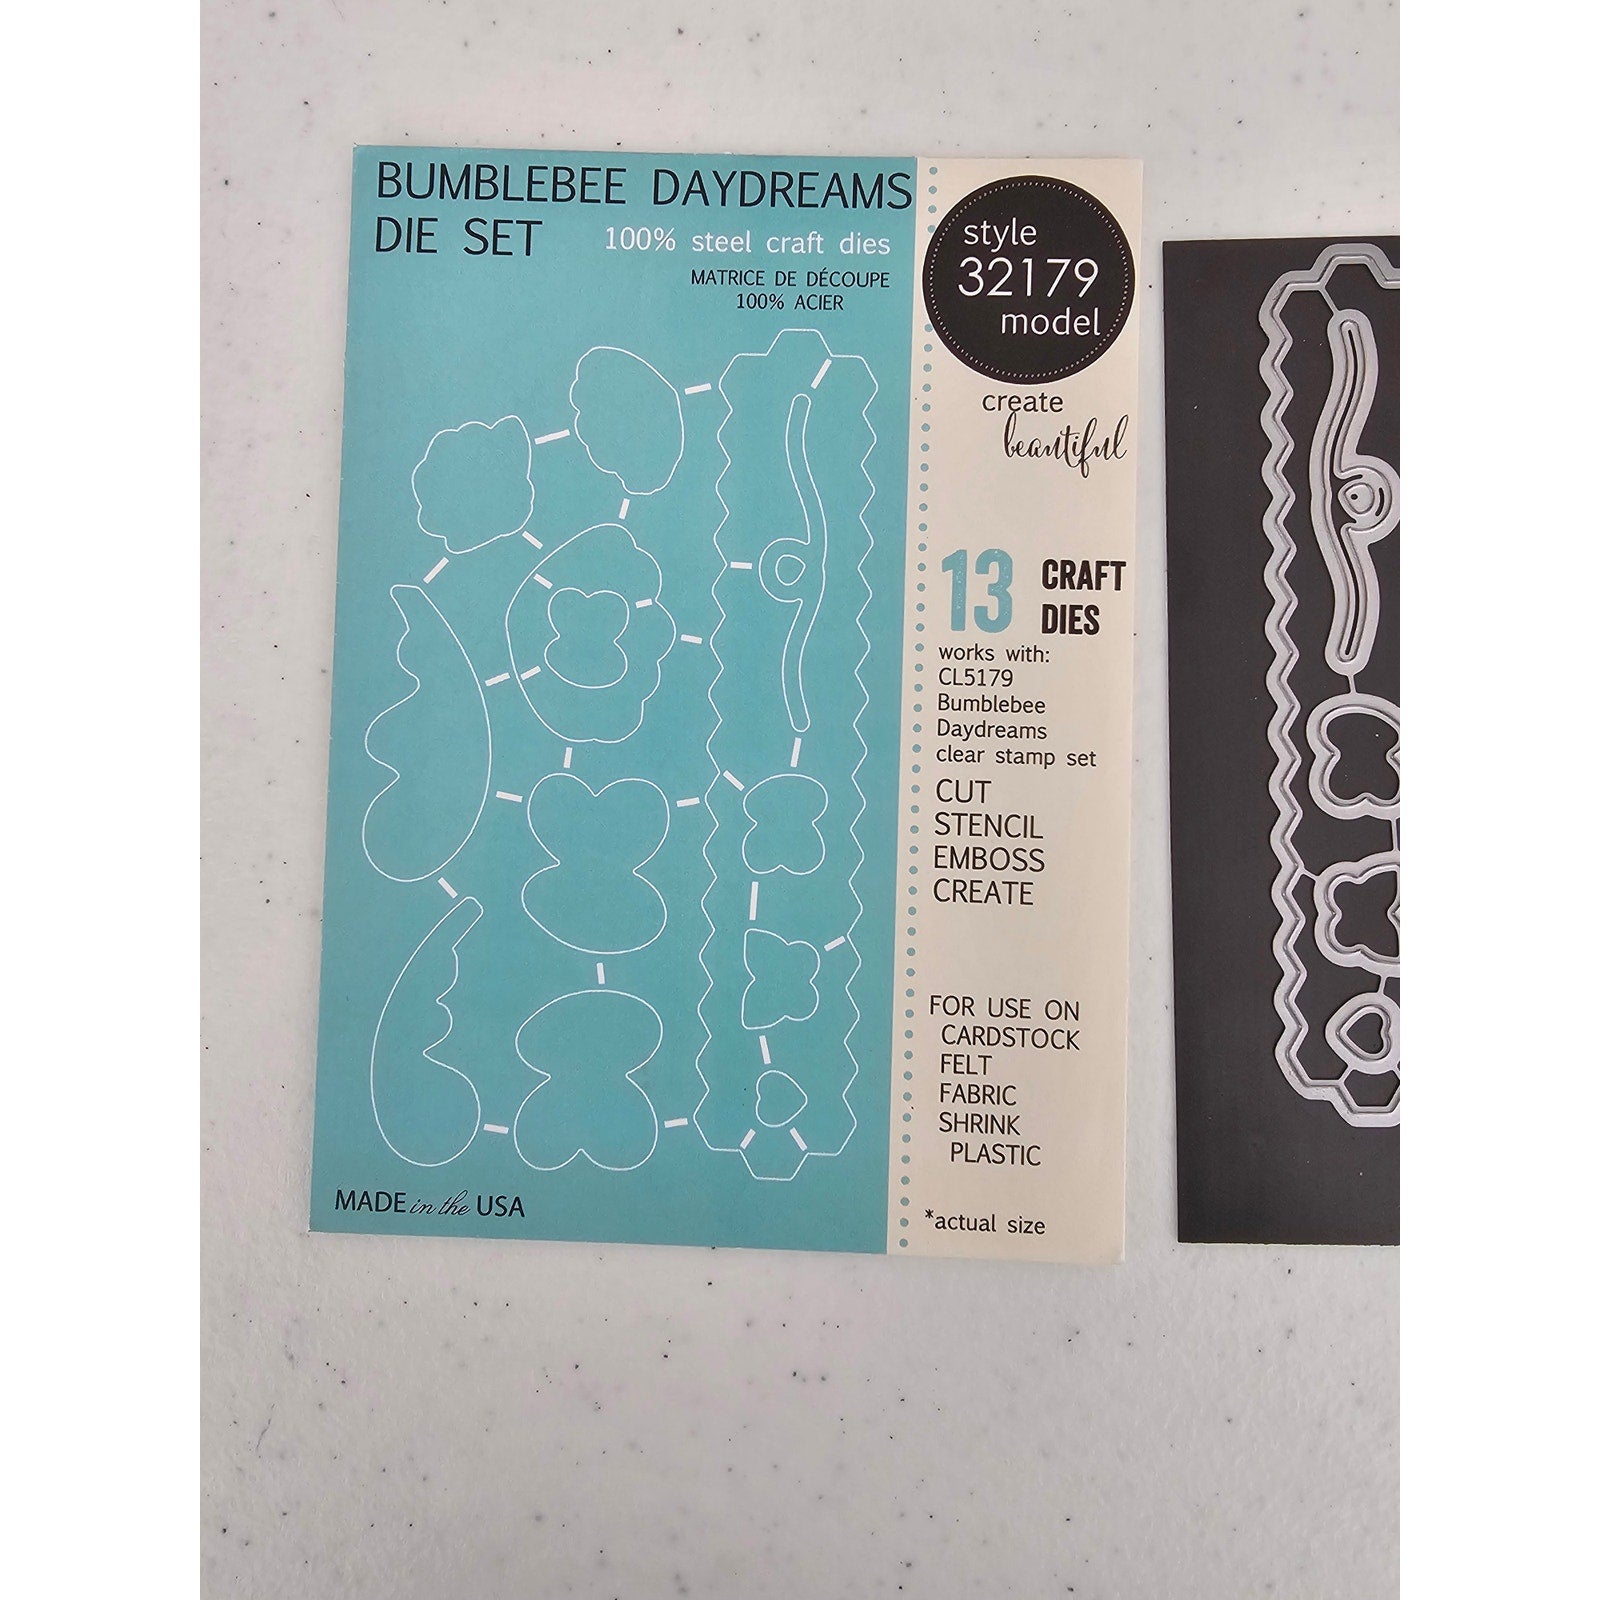 BUMBLEBEE DAYDREAMS
DIE SET
100% steel craft dies
MATRICE DE DÉCOUPE
100% ACIER
style
32179
model
create
beautiful
13 CRAFT
DIES
works with:
CL5179
Bumblebee
Daydreams
clear stamp set
CUT
STENCIL
EMBOSS
CREATE
FOR USE ON
CARDSTOCK
FELT
FABRIC
SHRINK
PLASTIC
*actual size
MADE in the USA